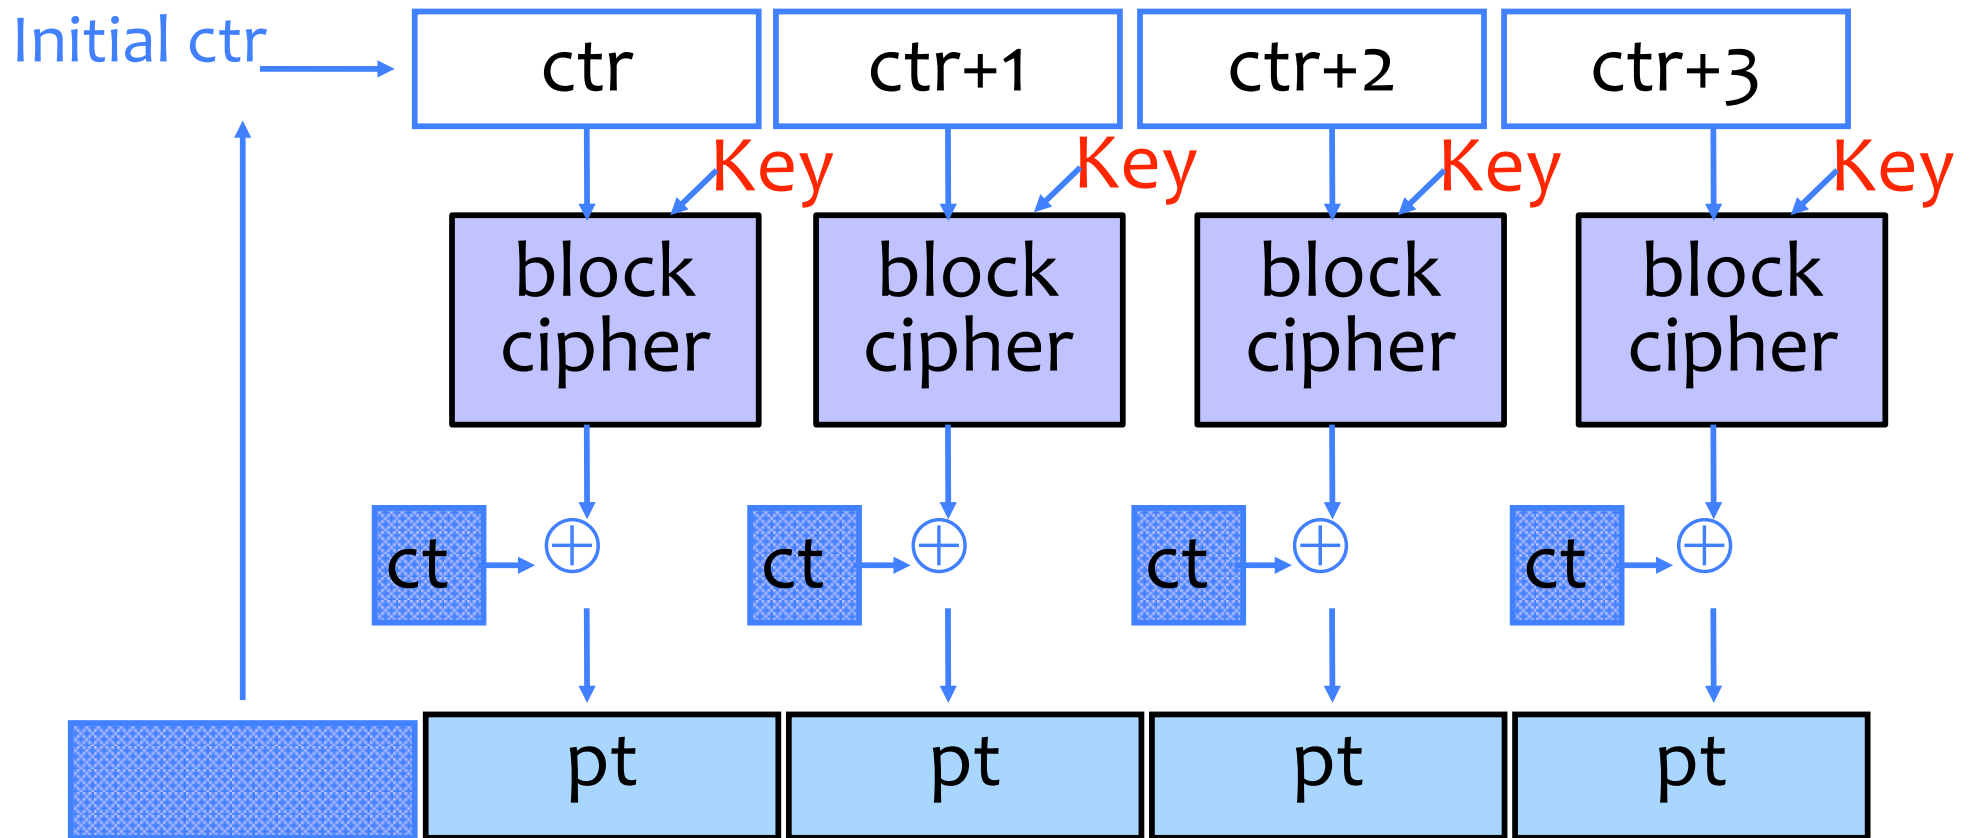 Initial ctr
ctr
ctr+1
ctr+2
ctr+3
Key
Key
Key
Key
block
cipher
block
cipher
block
cipher
block
cipher
ct
ct
ct
ct
pt
pt
pt
pt